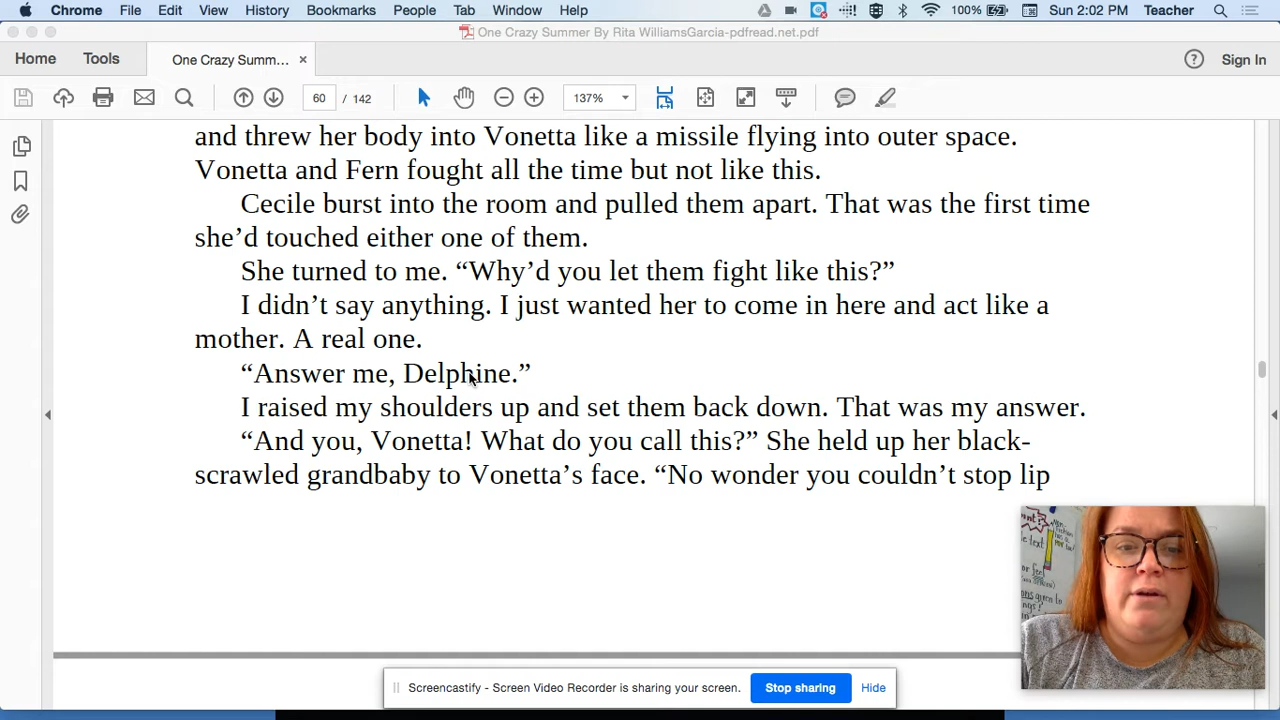 Chrome File Edit View History Bookmarks People Tab Window Help 100% Sun 2:02 PM Teacher
One Crazy Summer By Rita WilliamsGarcia-pdfread.net.pdf
Home Tools One Crazy Summ... × Sign In
60 / 142 137%
and threw her body into Vonetta like a missile flying into outer space.
Vonetta and Fern fought all the time but not like this.
Cecile burst into the room and pulled them apart. That was the first time
she’d touched either one of them.
She turned to me. “Why’d you let them fight like this?”
I didn’t say anything. I just wanted her to come in here and act like a
mother. A real one.
“Answer me, Delphine.”
I raised my shoulders up and set them back down. That was my answer.
“And you, Vonetta! What do you call this?” She held up her black-
scrawled grandbaby to Vonetta’s face. “No wonder you couldn’t stop lip
Screencastify - Screen Video Recorder is sharing your screen. Stop sharing Hide